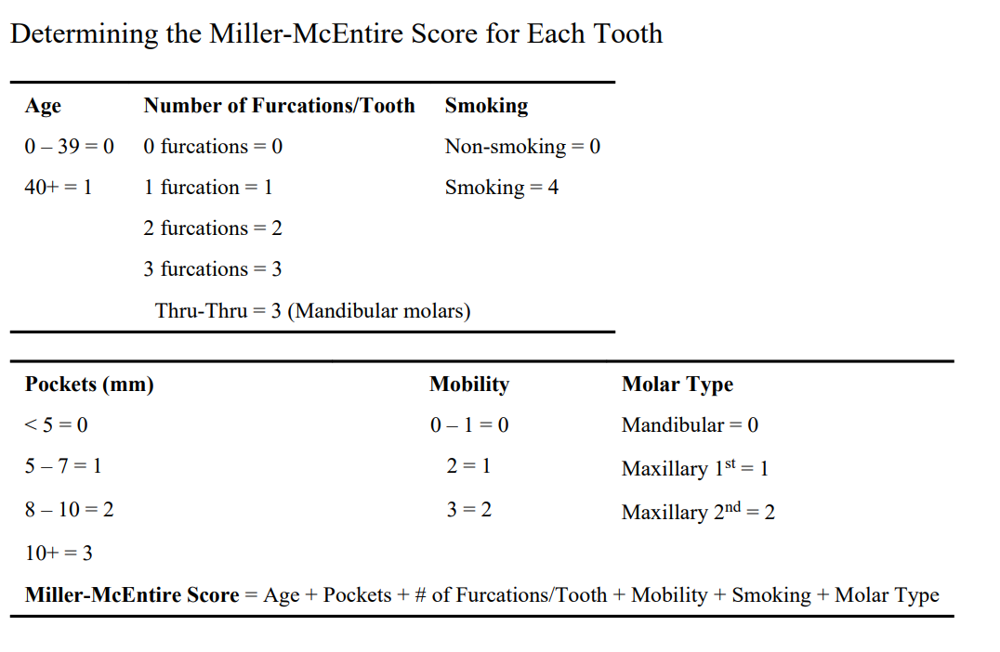 Determining the Miller-McEntire Score for Each Tooth
Age Number of Furcations/Tooth Smoking
0 – 39 = 0 0 furcations = 0 Non-smoking = 0
40+ = 1 1 furcation = 1 Smoking = 4
2 furcations = 2
3 furcations = 3
Thru-Thru = 3 (Mandibular molars)
Pockets (mm) Mobility Molar Type
< 5 = 0 0 – 1 = 0 Mandibular = 0
5 – 7 = 1 2 = 1 Maxillary 1st = 1
8 – 10 = 2 3 = 2 Maxillary 2nd = 2
10+ = 3
Miller-McEntire Score = Age + Pockets + # of Furcations/Tooth + Mobility + Smoking + Molar Type